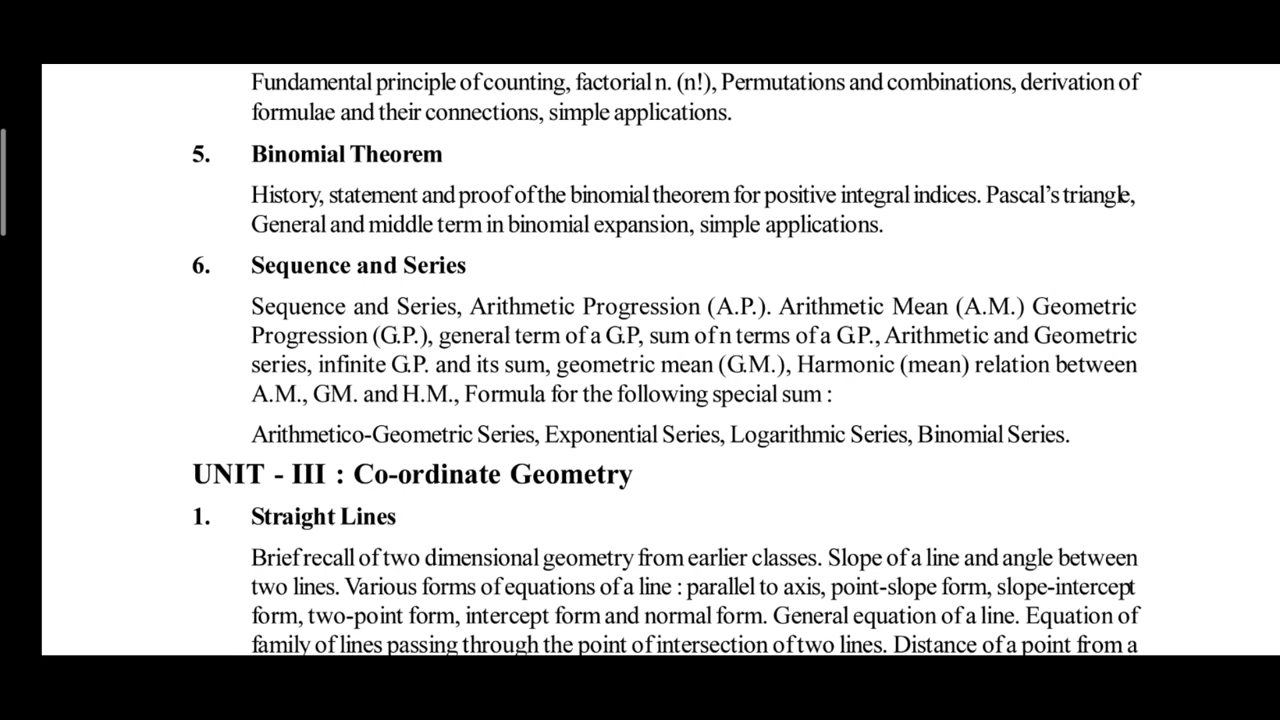 Fundamental principle of counting, factorial n. (n!), Permutations and combinations, derivation of
formulae and their connections, simple applications.
5. Binomial Theorem
History, statement and proof of the binomial theorem for positive integral indices. Pascal's triangle,
General and middle term in binomial expansion, simple applications.
6. Sequence and Series
Sequence and Series, Arithmetic Progression (A.P.). Arithmetic Mean (A.M.) Geometric
Progression (G.P.), general term of a G.P, sum of n terms of a G.P., Arithmetic and Geometric
series, infinite G.P. and its sum, geometric mean (G.M.), Harmonic (mean) relation between
A.M., GM. and H.M., Formula for the following special sum :
Arithmetico-Geometric Series, Exponential Series, Logarithmic Series, Binomial Series.
UNIT - III : Co-ordinate Geometry
1. Straight Lines
Brief recall of two dimensional geometry from earlier classes. Slope of a line and angle between
two lines. Various forms of equations of a line : parallel to axis, point-slope form, slope-intercept
form, two-point form, intercept form and normal form. General equation of a line. Equation of
family of lines passing through the point of intersection of two lines. Distance of a point from a